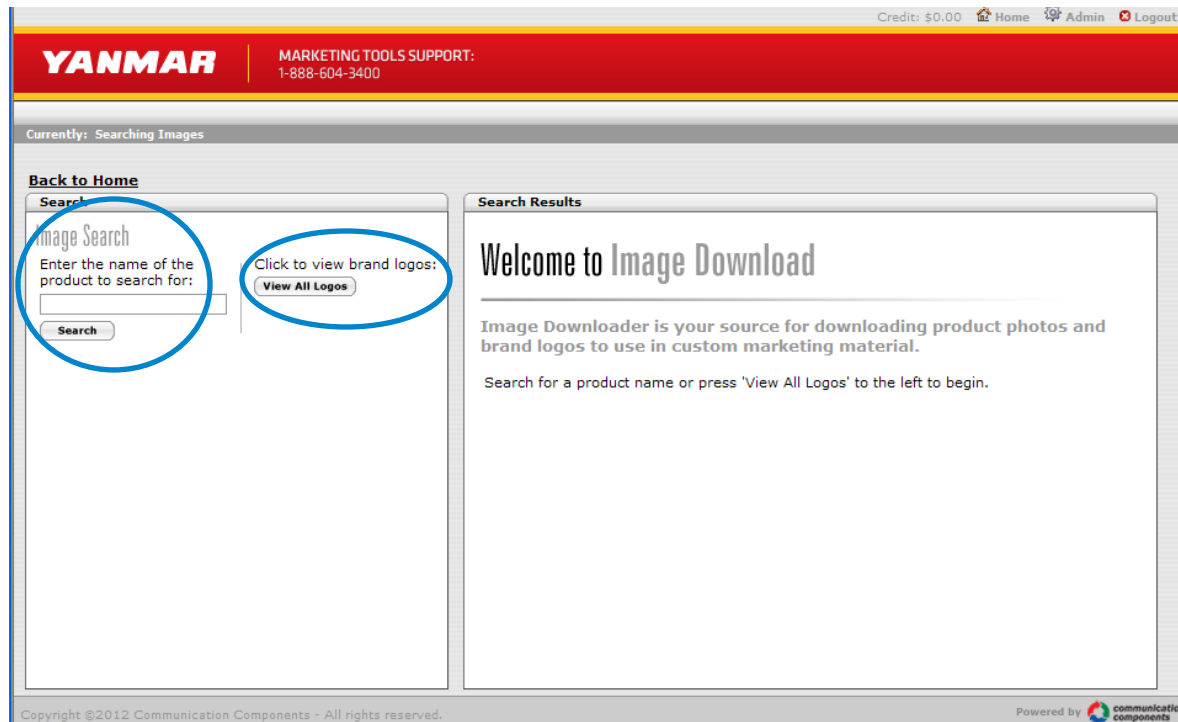 Credit: $0.00 Home Admin Logout
YANMAR
MARKETING TOOLS SUPPORT:
1-888-604-3400
Currently: Searching Images
Back to Home
Search
Image Search
Enter the name of the
product to search for:
Search
Click to view brand logos:
View All Logos
Search Results
Welcome to Image Download
Image Downloader is your source for downloading product photos and
brand logos to use in custom marketing material.
Search for a product name or press 'View All Logos' to the left to begin.
Copyright ©2012 Communication Components - All rights reserved.
Powered by communicatio
components